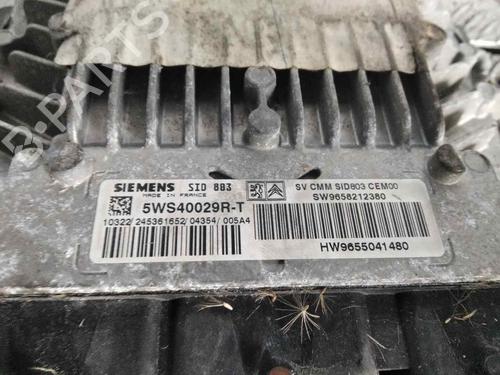 B-PARTS
SIEMENS SID 803
MADE IN FRANCE
5WS40029R-T
10322/245361652/04354/005A4
SV CMM SID803 CEM00
SW9658212380
HW9655041480